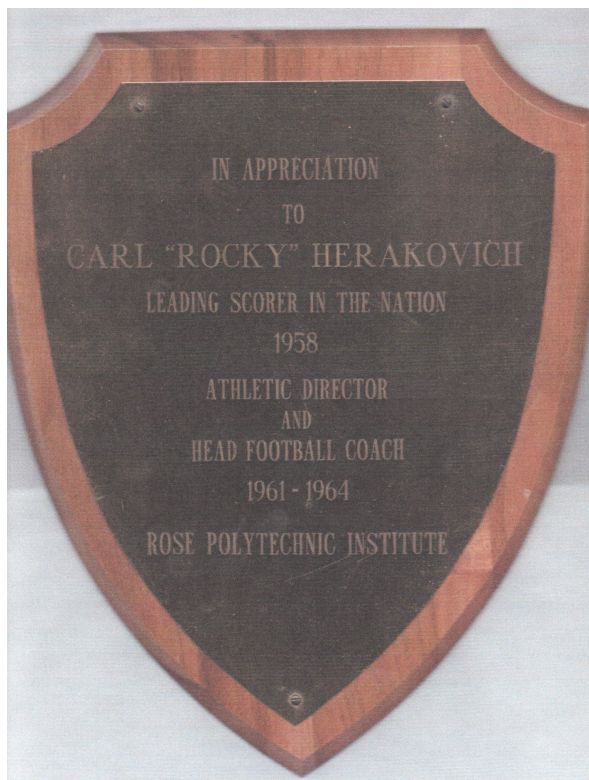 IN APPRECIATION
TO
CARL "ROCKY" HERAKOVICH
LEADING SCORER IN THE NATION
1958
ATHLETIC DIRECTOR
AND
HEAD FOOTBALL COACH
1961 - 1964
ROSE POLYTECHNIC INSTITUTE